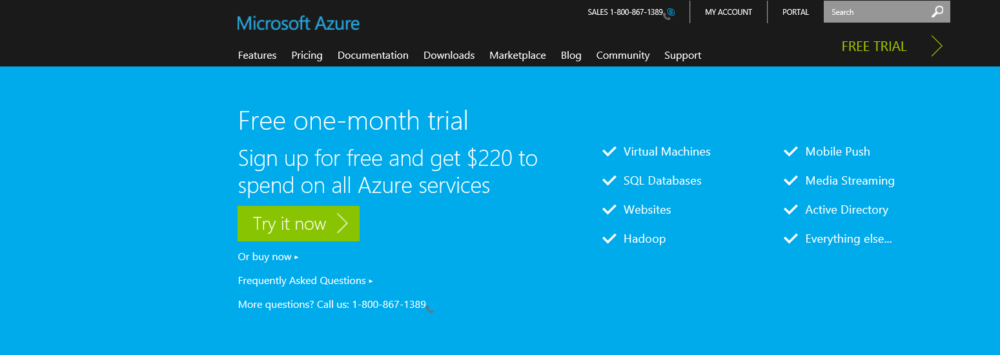 SALES 1-800-867-1389
MY ACCOUNT
PORTAL
Search
Microsoft Azure
FREE TRIAL
Features Pricing Documentation Downloads Marketplace Blog Community Support
Free one-month trial
Sign up for free and get $220 to
spend on all Azure services
Try it now
Or buy now ▸
Frequently Asked Questions ▸
More questions? Call us: 1-800-867-1389
Virtual Machines
SQL Databases
Websites
Hadoop
Mobile Push
Media Streaming
Active Directory
Everything else...